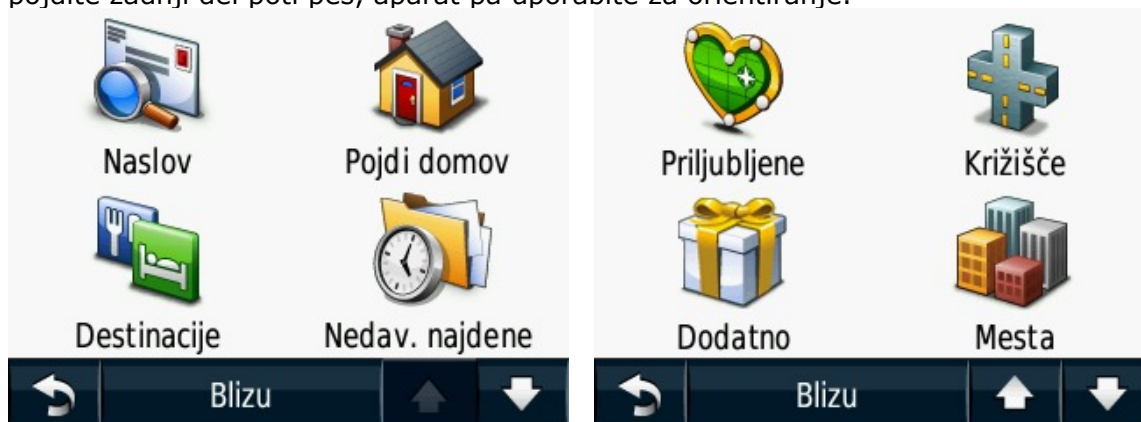 pojdite zadnji del poti peš, aparat pa uporabite za orientiranje.
Naslov
Pojdi domov
Destinacije
Nedav. najdene
Blizu
Priljubljene
Križišče
Dodatno
Mesta
Blizu